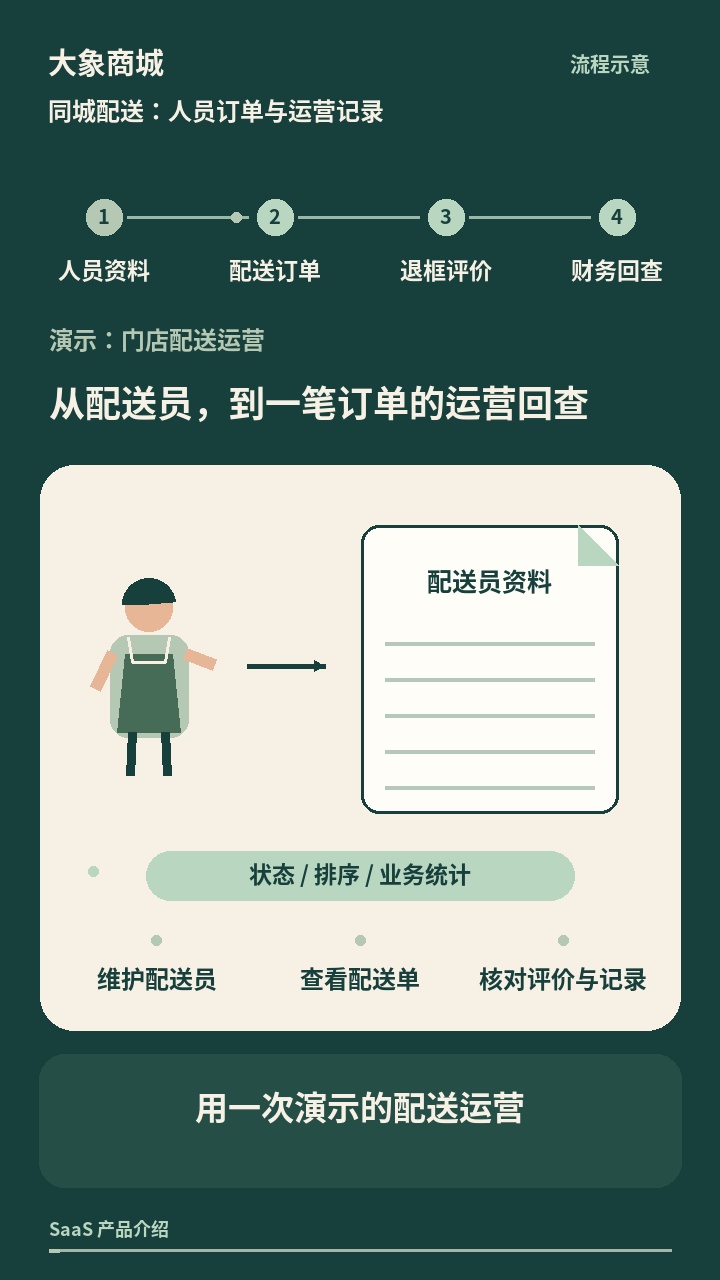 大象商城
流程示意
同城配送：人员订单与运营记录
1
2
3
4
人员资料
配送订单
退框评价
财务回查
演示：门店配送运营
从配送员，到一笔订单的运营回查
配送员资料
状态 / 排序 / 业务统计
维护配送员
查看配送单
核对评价与记录
用一次演示的配送运营
SaaS 产品介绍